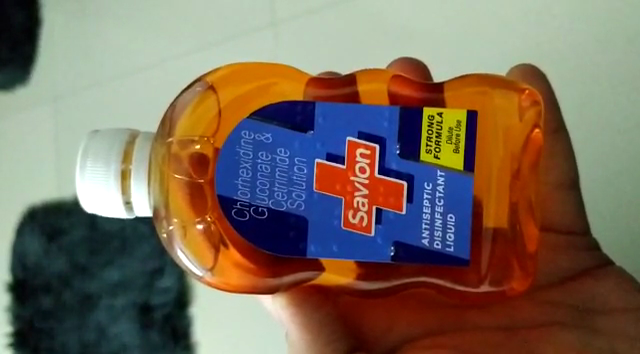 Chlorhexidine
Gluconate &
Cetrimide
Solution
Savlon
ANTISEPTIC
DISINFECTANT
LIQUID
STRONG
FORMULA
Dilute
Before Use